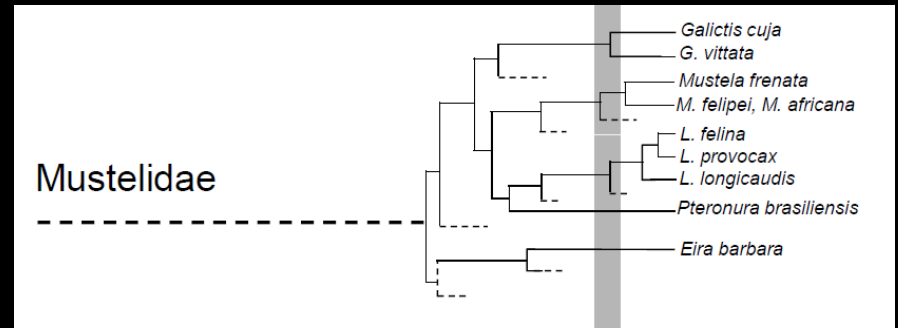 Galictis cuja
G. vittata
Mustela frenata
M. felipei, M. africana
L. felina
L. provocax
Mustelidae
L. longicaudis
Pteronura brasiliensis
Eira barbara